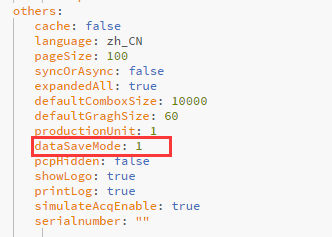 others:
cache: false
language: zh_CN
pageSize: 100
syncOrAsync: false
expandedAll: true
defaultComboxSize: 10000
defaultGraghSize: 60
productionUnit: 1
dataSaveMode: 1
pcpHidden: false
showLogo: true
printLog: true
simulateAcqEnable: true
serialnumber: ""